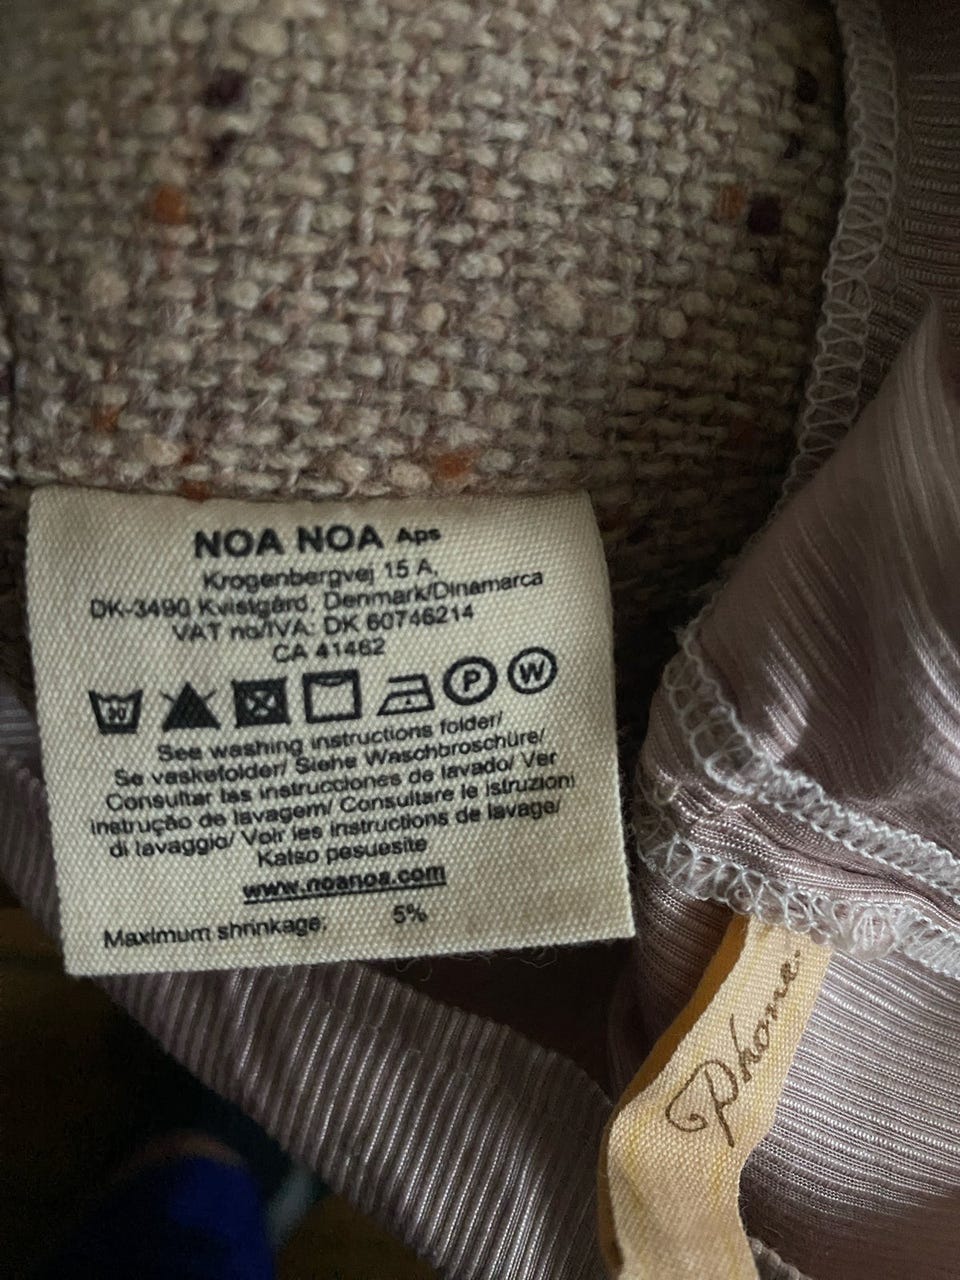 NOA NOA Aps
Krogenbergvej 15 A,
DK-3490 Kvistgård, Denmark/Dinamarca
VAT no/IVA: DK 60746214
CA 41462
30 P W
See washing instructions folder/
Se vaskefolder/ Siehe Waschbroschüre/
Consultar las instrucciones de lavado/ Ver
instrução de lavagem/ Consultare le istruzioni
di lavaggio/ Voir les instructions de lavage/
Katso pesuesite
www.noanoa.com
Maximum shrinkage: 5%
Phone.